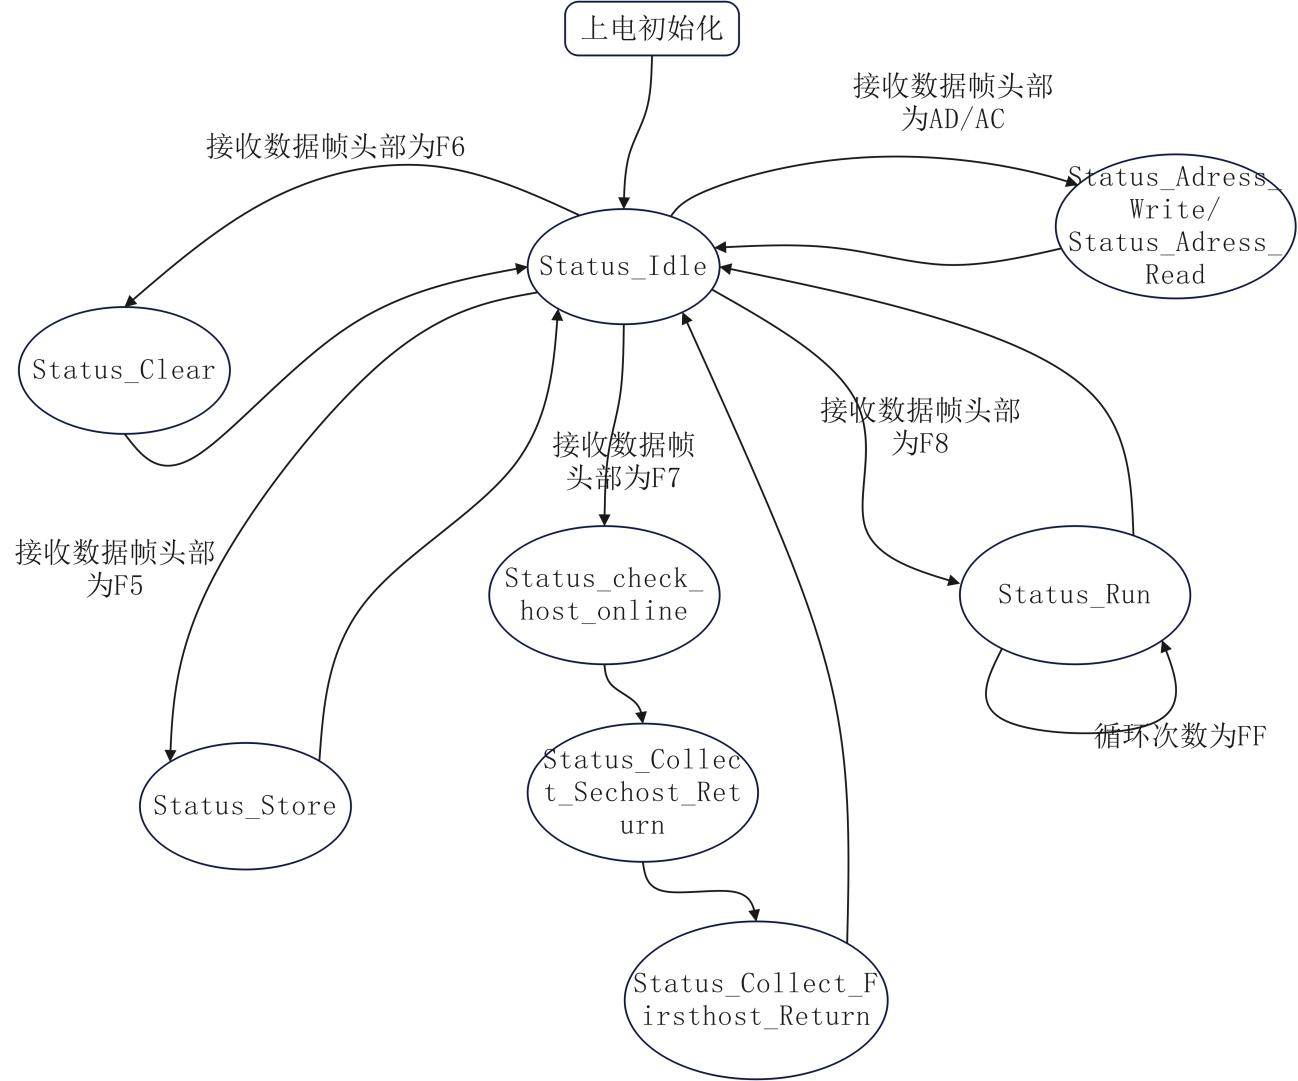 上电初始化
接收数据帧头部
为AD/AC
接收数据帧头部为F6
Status_Adress_
Write/
Status_Adress_
Read
Status_Idle
Status_Clear
接收数据帧头部
为F8
接收数据帧
头部为F7
接收数据帧头部
为F5
Status_check_
host_online
Status_Run
循环次数为FF
Status_Store
Status_Collec
t_Sechost_Ret
urn
Status_Collect_F
irsthost_Return